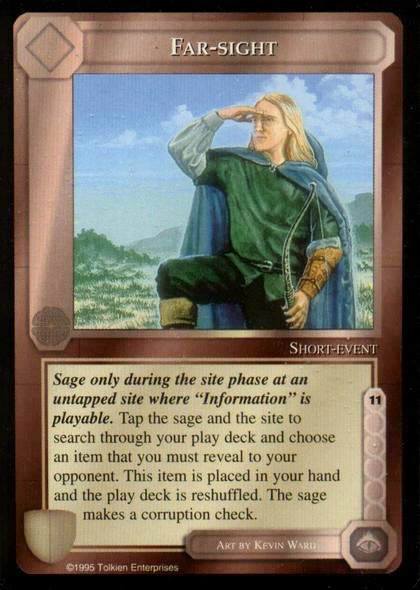 FAR-SIGHT
SHORT-EVENT
Sage only during the site phase at an
untapped site where “Information” is
playable. Tap the sage and the site to
search through your play deck and choose
an item that you must reveal to your
opponent. This item is placed in your hand
and the play deck is reshuffled. The sage
makes a corruption check.
11
ART BY KEVIN WARD
©1995 Tolkien Enterprises